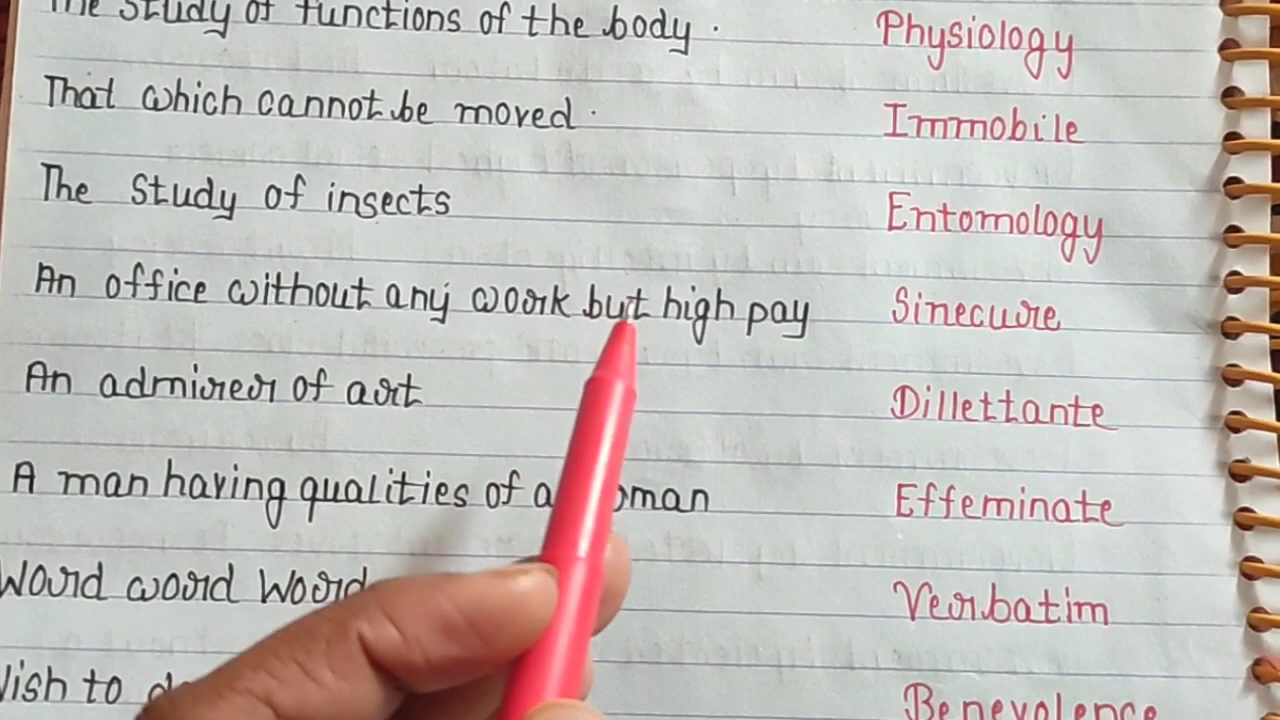 The Study of functions of the body. Physiology
That which cannot be moved. Immobile
The Study of insects Entomology
An office without any work but high pay Sinecure
An admirer of art Dillettante
A man having qualities of a woman Effeminate
Word word Word Verbatim
Wish to Benevolence